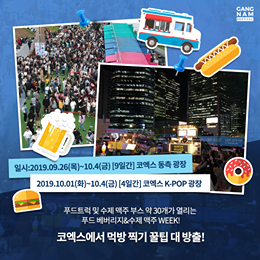 GANG
NAM
일시:2019.09.26(목)~10.4(금) [9일간] 코엑스 동측 광장
2019.10.01(화)~10.4(금) [4일간] 코엑스 K-POP 광장
푸드트럭 및 수제 맥주 부스 약 30개가 열리는
푸드 베버리지&수제 맥주 WEEK!
코엑스에서 먹방 찍기 꿀팁 대 방출!